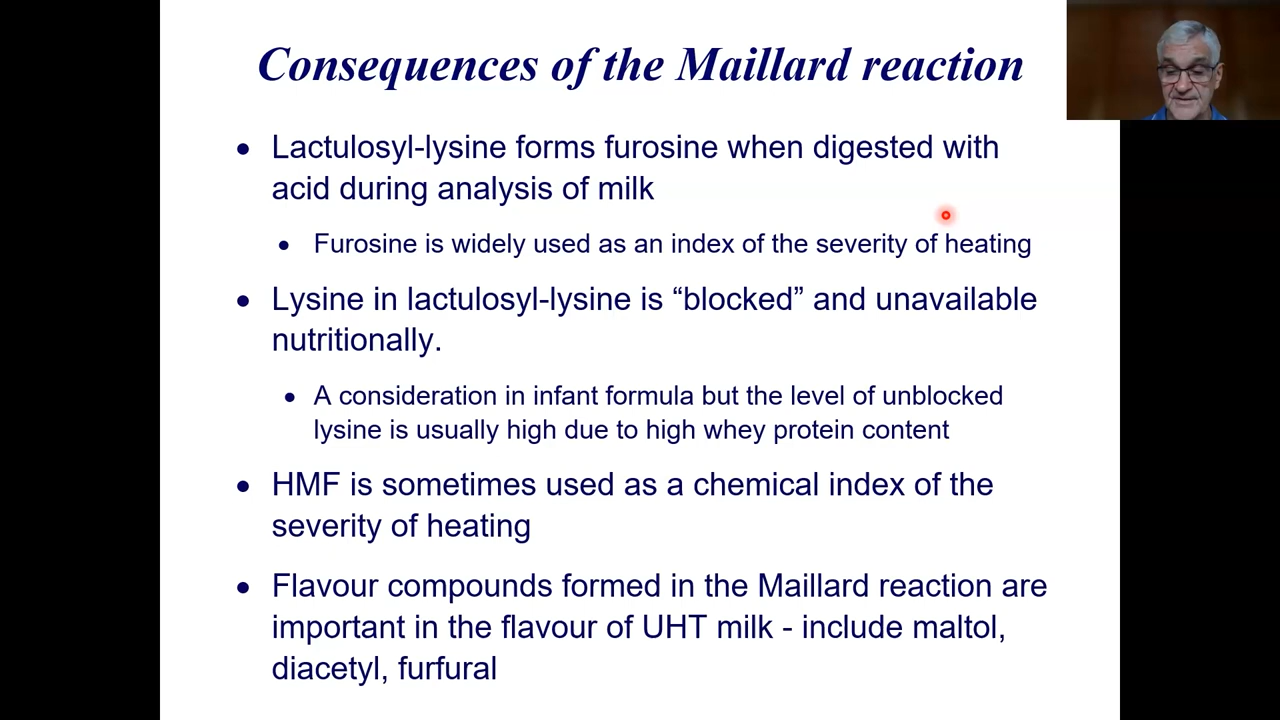 Consequences of the Maillard reaction
• Lactulosyl-lysine forms furosine when digested with
acid during analysis of milk
• Furosine is widely used as an index of the severity of heating
• Lysine in lactulosyl-lysine is “blocked” and unavailable
nutritionally.
• A consideration in infant formula but the level of unblocked
lysine is usually high due to high whey protein content
• HMF is sometimes used as a chemical index of the
severity of heating
• Flavour compounds formed in the Maillard reaction are
important in the flavour of UHT milk - include maltol,
diacetyl, furfural